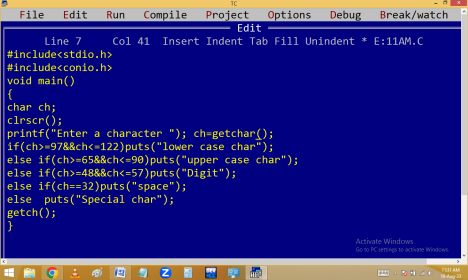 TC
File Edit Run Compile Project Options Debug Break/watch
Edit
Line 7 Col 41 Insert Indent Tab Fill Unindent * E:11AM.C
#include<stdio.h>
#include<conio.h>
void main()
{
char ch;
clrscr();
printf("Enter a character "); ch=getchar();
if(ch>=97&&ch<=122)puts("lower case char");
else if(ch>=65&&ch<=90)puts("upper case char");
else if(ch>=48&&ch<=57)puts("Digit");
else if(ch==32)puts("space");
else puts("Special char");
getch();
}
Activate Windows
Go to PC settings to activate Windows.